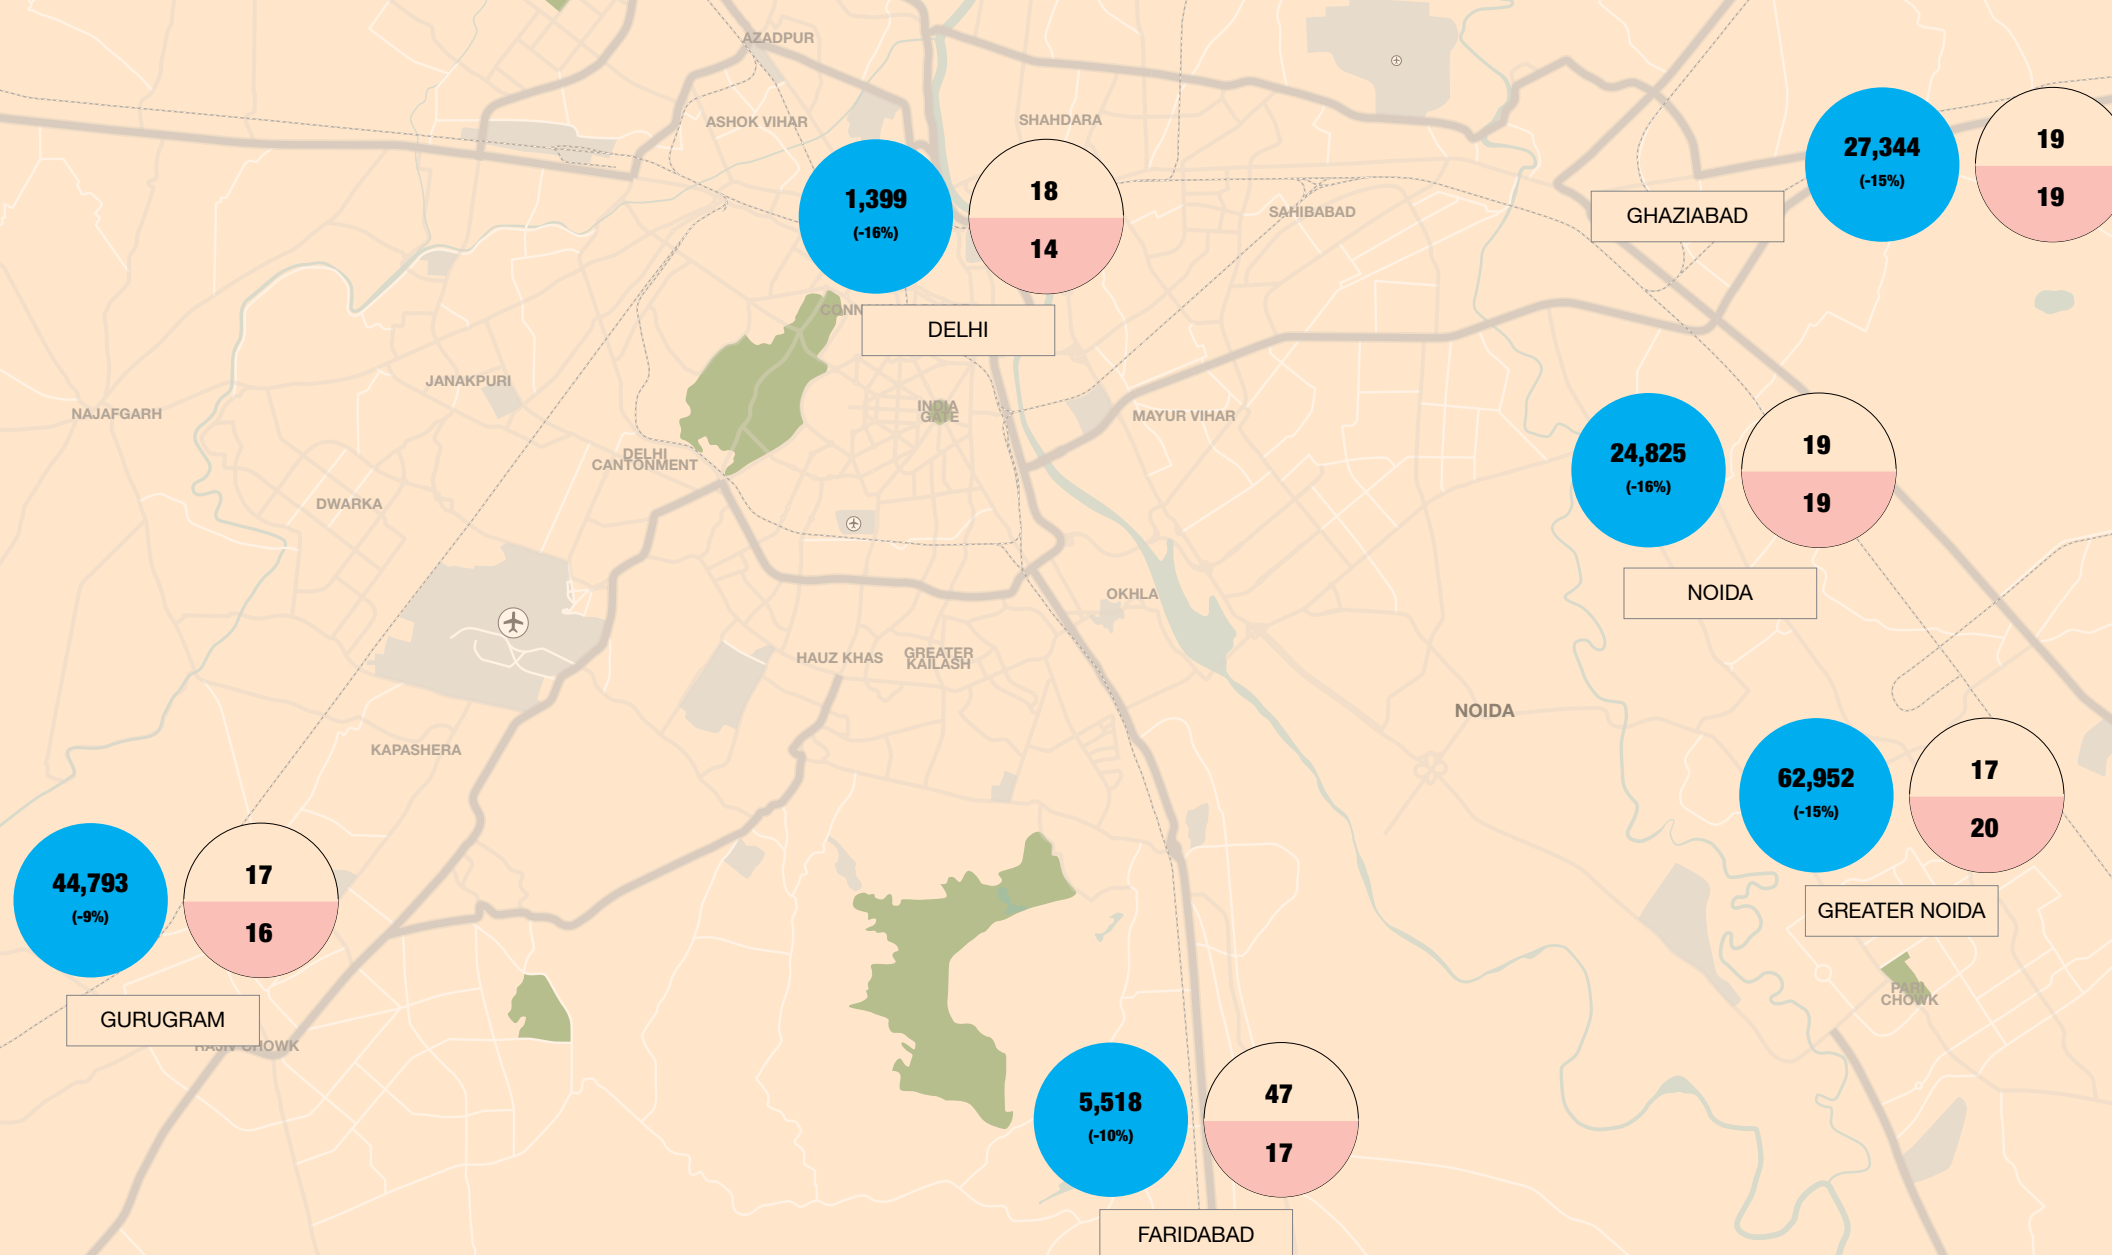 AZADPUR
ASHOK VIHAR
SHAHDARA
27,344
(-15%)
19
19
GHAZIABAD
1,399
(-16%)
18
14
DELHI
SAHIBABAD
CONN
JANAKPURI
NAJAFGARH
INDIA
GATE
MAYUR VIHAR
DELHI
CANTONMENT
DWARKA
24,825
(-16%)
19
19
NOIDA
OKHLA
HAUZ KHAS
GREATER
KAILASH
NOIDA
KAPASHERA
62,952
(-15%)
17
20
GREATER NOIDA
44,793
(-9%)
17
16
GURUGRAM
RAJIV CHOWK
PARI
CHOWK
5,518
(-10%)
47
17
FARIDABAD